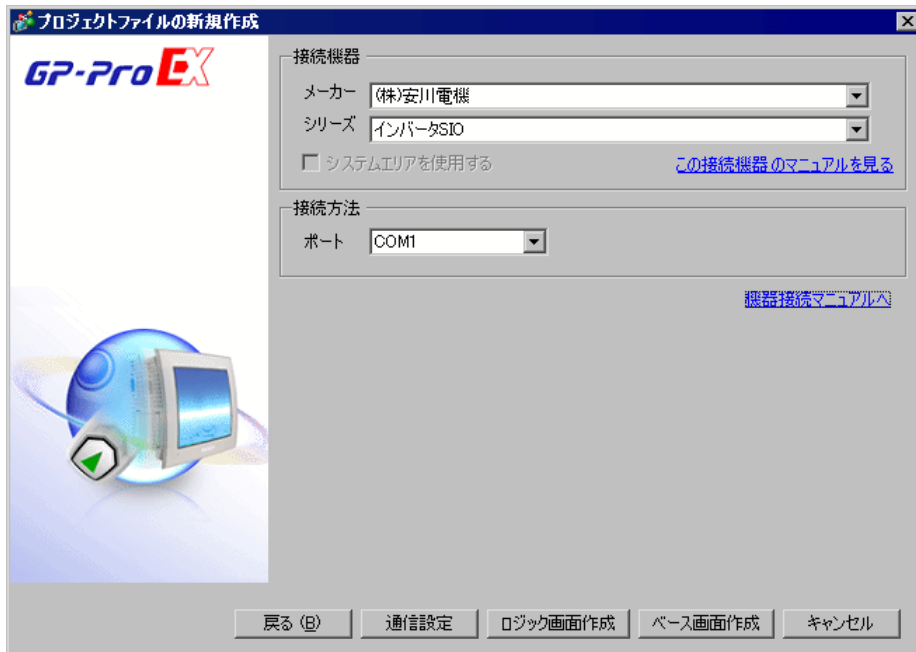 プロジェクトファイルの新規作成
GP-Pro EX
接続機器
メーカー (株)安川電機
シリーズ インバータSIO
システムエリアを使用する この接続機器のマニュアルを見る
接続方法
ポート COM1
機器接続マニュアルへ
戻る (B) 通信設定 ロジック画面作成 ベース画面作成 キャンセル